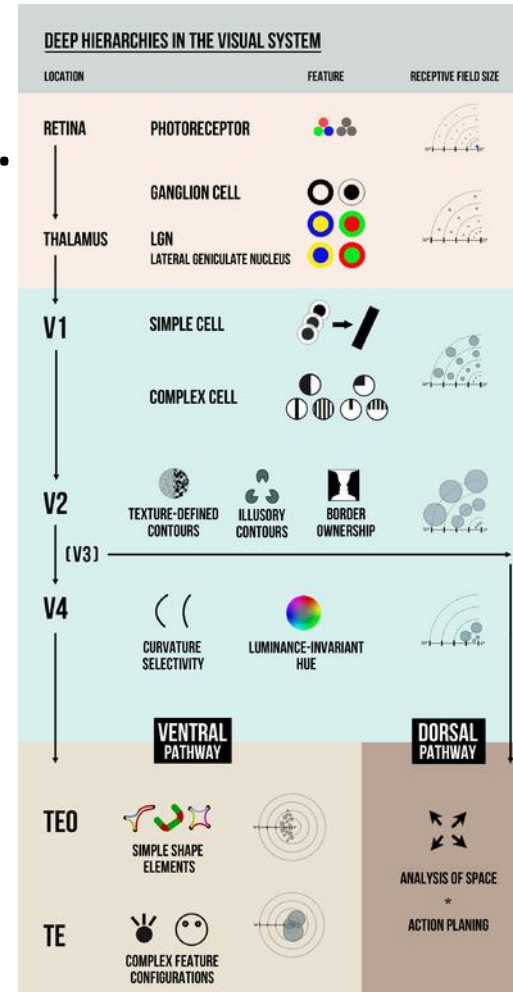 DEEP HIERARCHIES IN THE VISUAL SYSTEM
LOCATION
FEATURE
RECEPTIVE FIELD SIZE
RETINA
PHOTORECEPTOR
GANGLION CELL
THALAMUS
LGN
LATERAL GENICULATE NUCLEUS
V1
SIMPLE CELL
COMPLEX CELL
V2
TEXTURE-DEFINED
CONTOURS
ILLUSORY
CONTOURS
BORDER
OWNERSHIP
(V3)
V4
CURVATURE
SELECTIVITY
LUMINANCE-INVARIANT
HUE
VENTRAL
PATHWAY
DORSAL
PATHWAY
TEO
SIMPLE SHAPE
ELEMENTS
ANALYSIS OF SPACE
*
ACTION PLANING
TE
COMPLEX FEATURE
CONFIGURATIONS